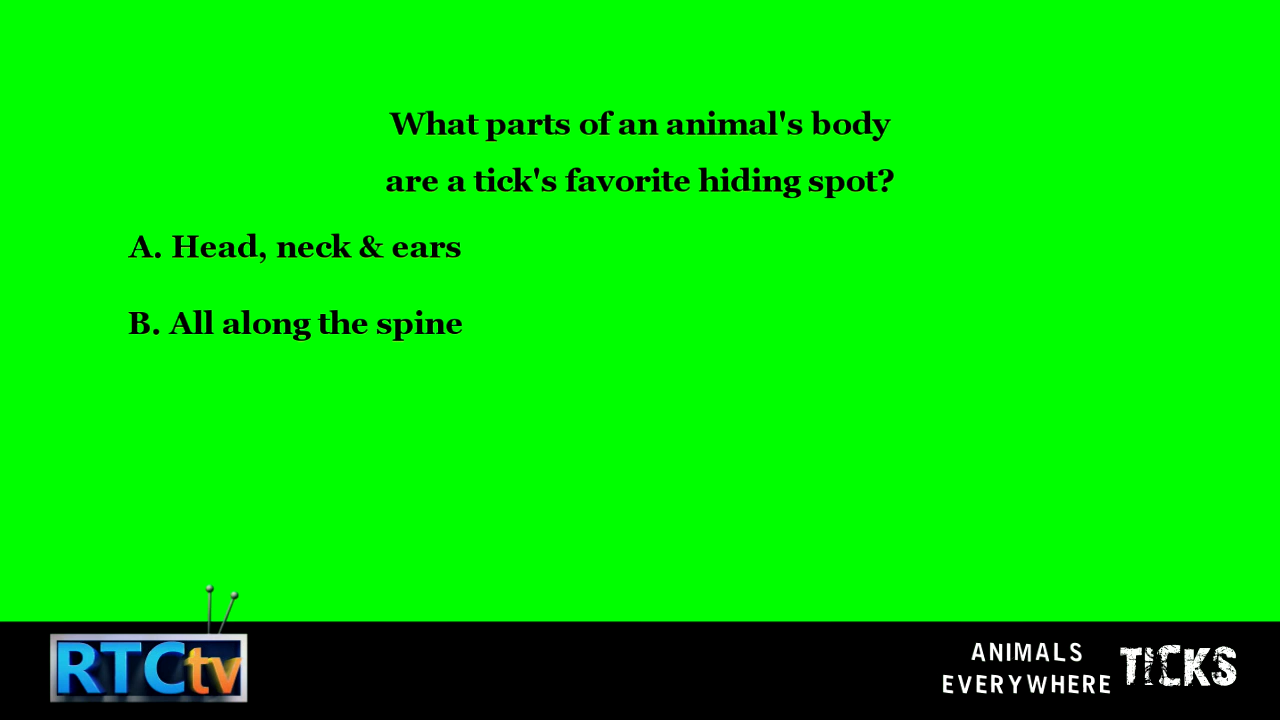 What parts of an animal's body
are a tick's favorite hiding spot?
A. Head, neck & ears
B. All along the spine
RTCtv
ANIMALS
EVERYWHERE
TICKS